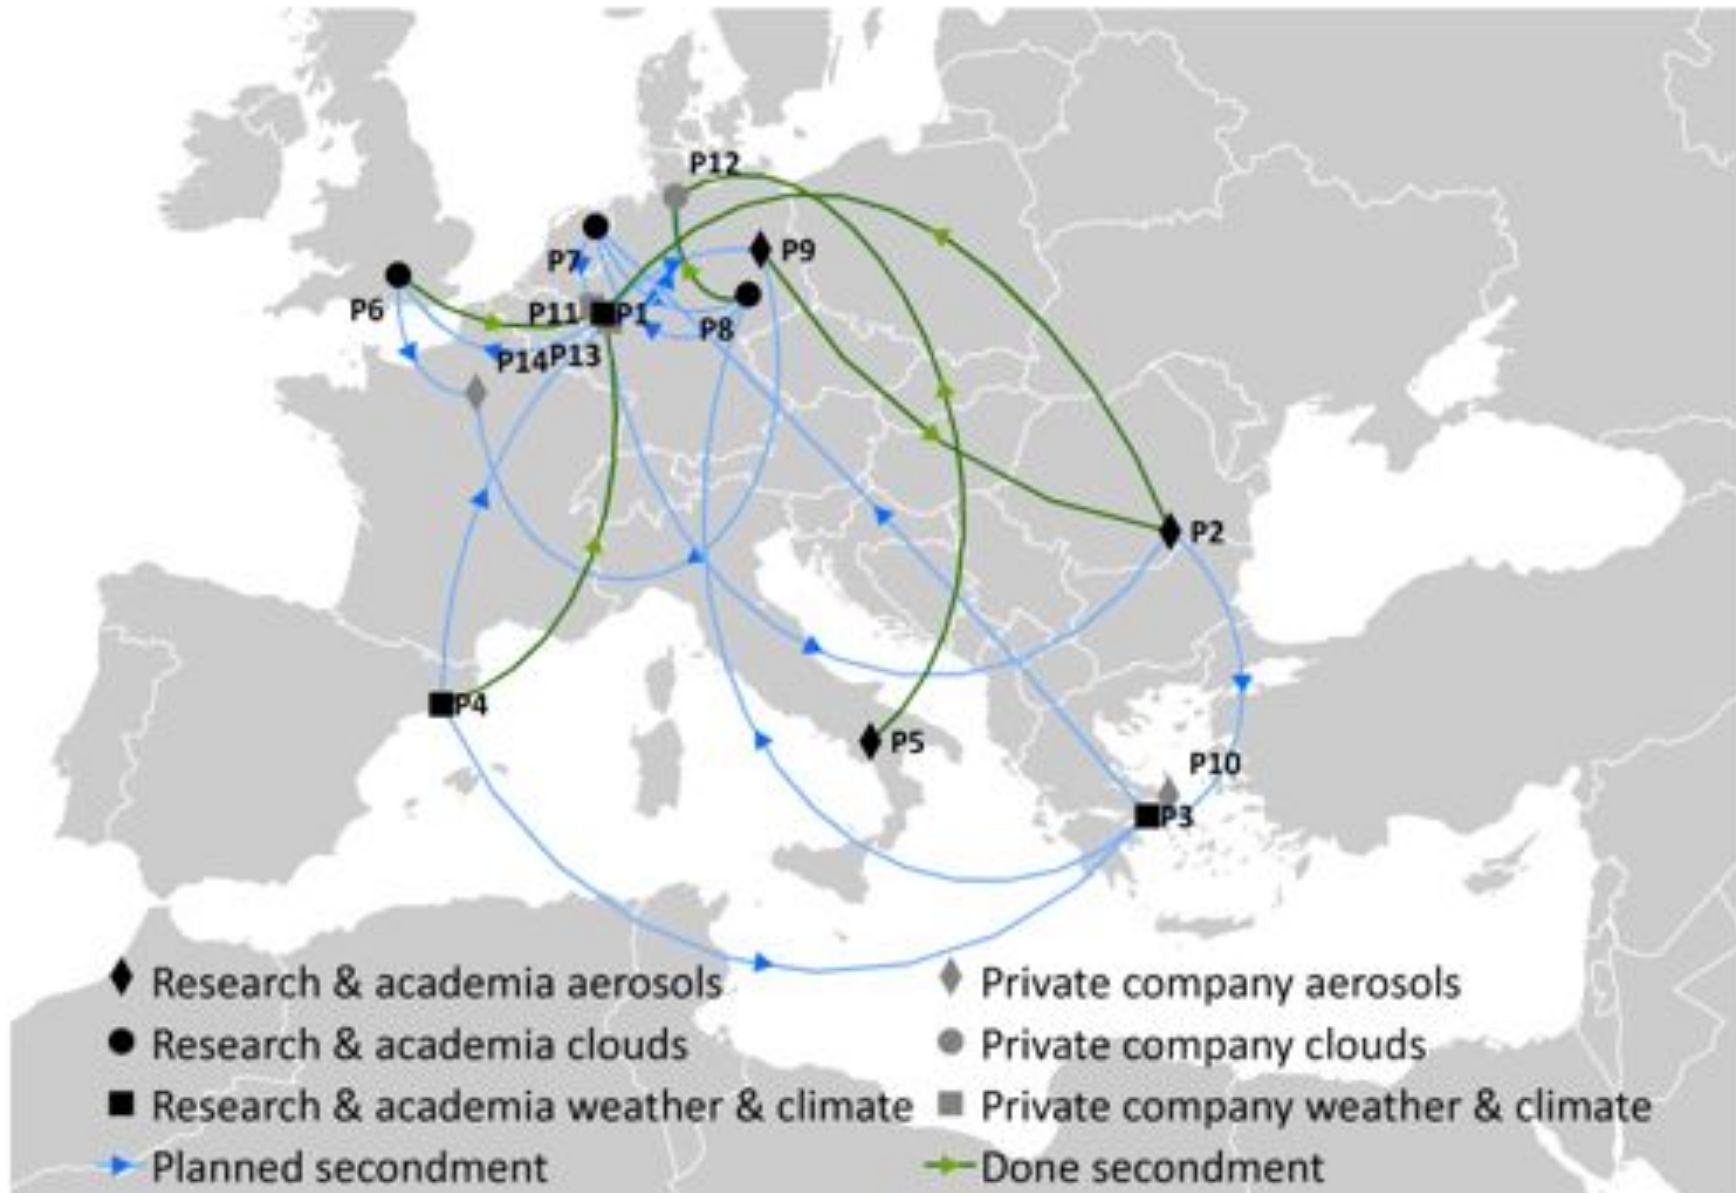 P12
P9
P7
P6
P11
P1
P8
P14
P13
P2
P4
P5
P10
P3
Research & academia aerosols
Private company aerosols
Research & academia clouds
Private company clouds
Research & academia weather & climate
Private company weather & climate
Planned secondment
Done secondment